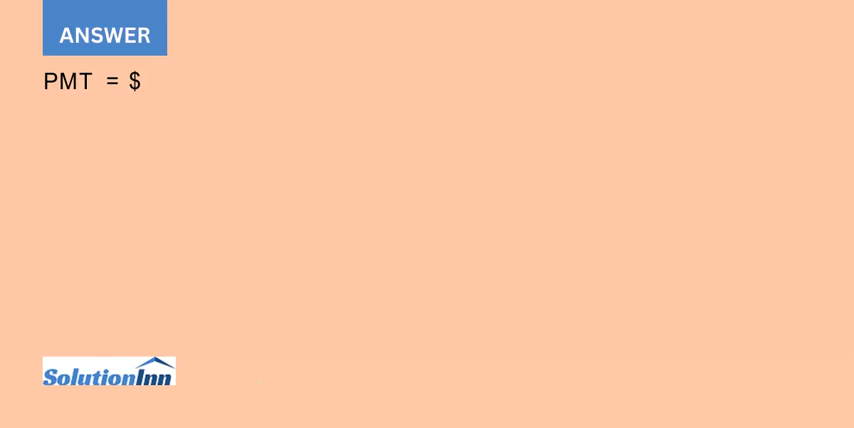 ANSWER
PMT = $
SolutionInn